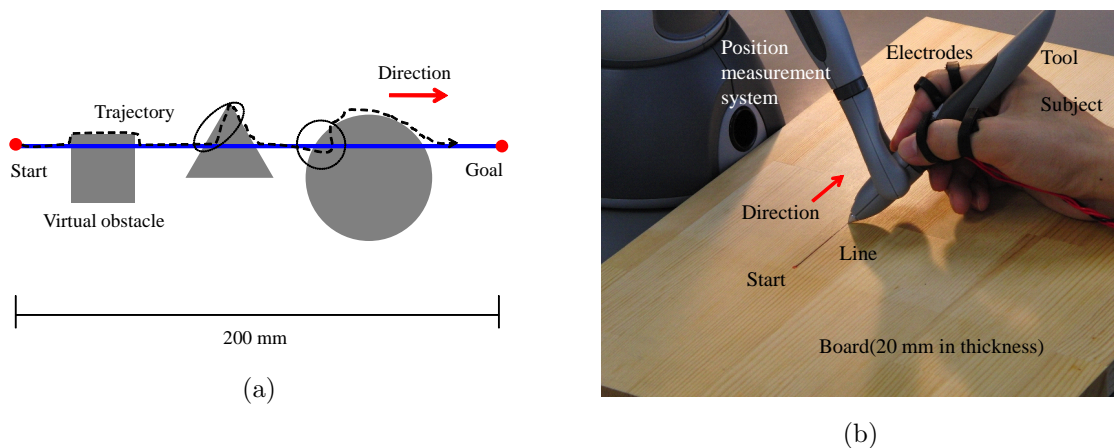 Direction
Trajectory
Start
Goal
Virtual obstacle
200 mm
(a)
Position
measurement
system
Electrodes
Tool
Subject
Direction
Line
Start
Board(20 mm in thickness)
(b)